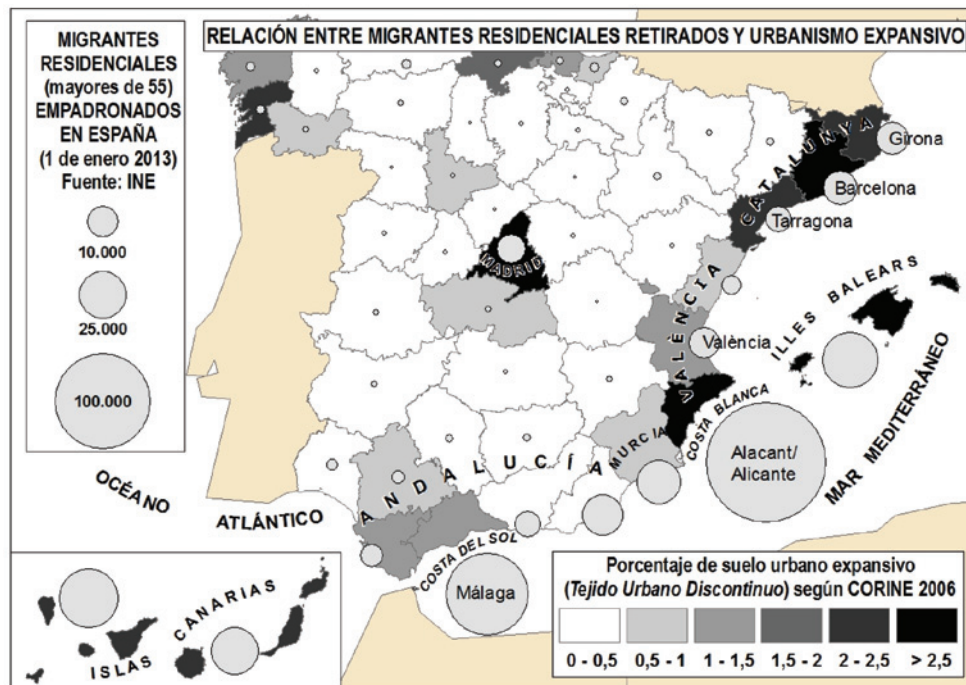 RELACIÓN ENTRE MIGRANTES RESIDENCIALES RETIRADOS Y URBANISMO EXPANSIVO
MIGRANTES
RESIDENCIALES
(mayores de 55)
EMPADRONADOS
EN ESPAÑA
(1 de enero 2013)
Fuente: INE
10.000
25.000
100.000
CATALUNYA
Girona
Barcelona
Tarragona
MADRID
VALÈNCIA
València
ILLES BALEARS
MAR MEDITERRÁNEO
COSTA BLANCA
Alacant/
Alicante
MURCIA
ANDALUCÍA
OCÉANO
ATLÁNTICO
COSTA DEL SOL
Málaga
ISLAS CANARIAS
Porcentaje de suelo urbano expansivo
(Tejido Urbano Discontinuo) según CORINE 2006
0 - 0,5 0,5 - 1 1 - 1,5 1,5 - 2 2 - 2,5 > 2,5